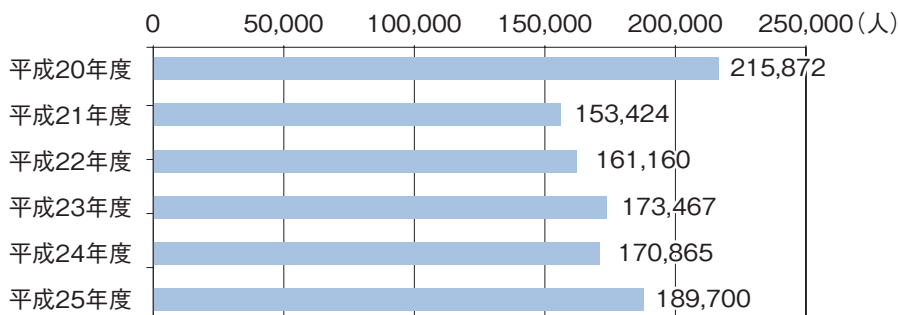 0 50,000 100,000 150,000 200,000 250,000(人)
平成20年度 215,872
平成21年度 153,424
平成22年度 161,160
平成23年度 173,467
平成24年度 170,865
平成25年度 189,700